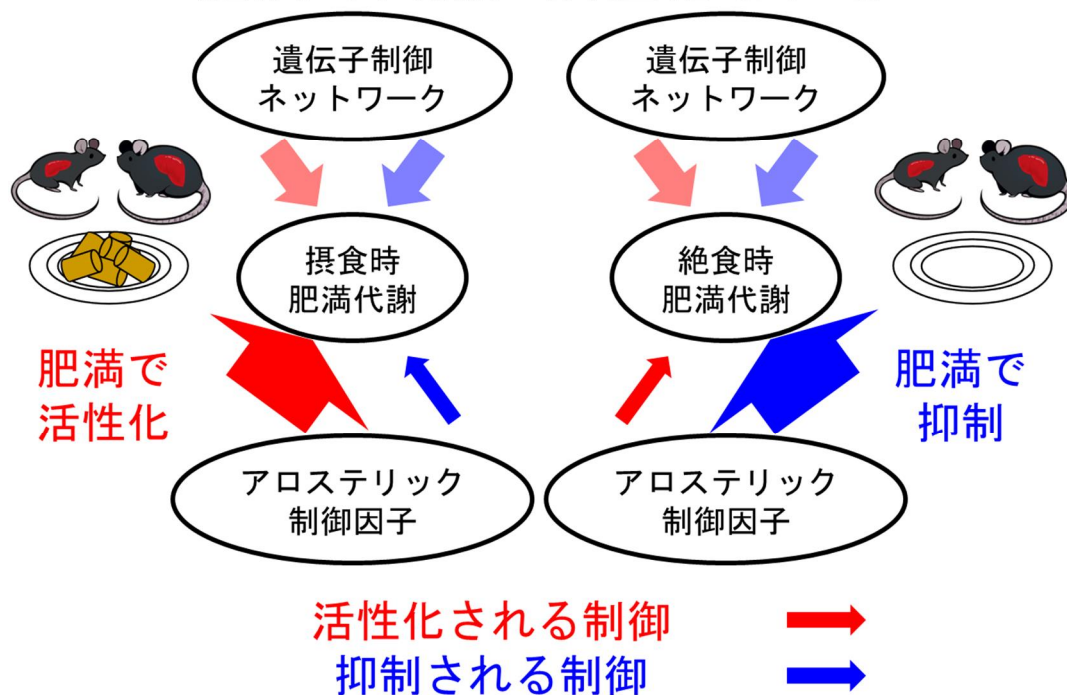 遺伝子制御
ネットワーク
遺伝子制御
ネットワーク
摂食時
肥満代謝
絶食時
肥満代謝
肥満で
活性化
肥満で
抑制
アロステリック
制御因子
アロステリック
制御因子
活性化される制御
抑制される制御